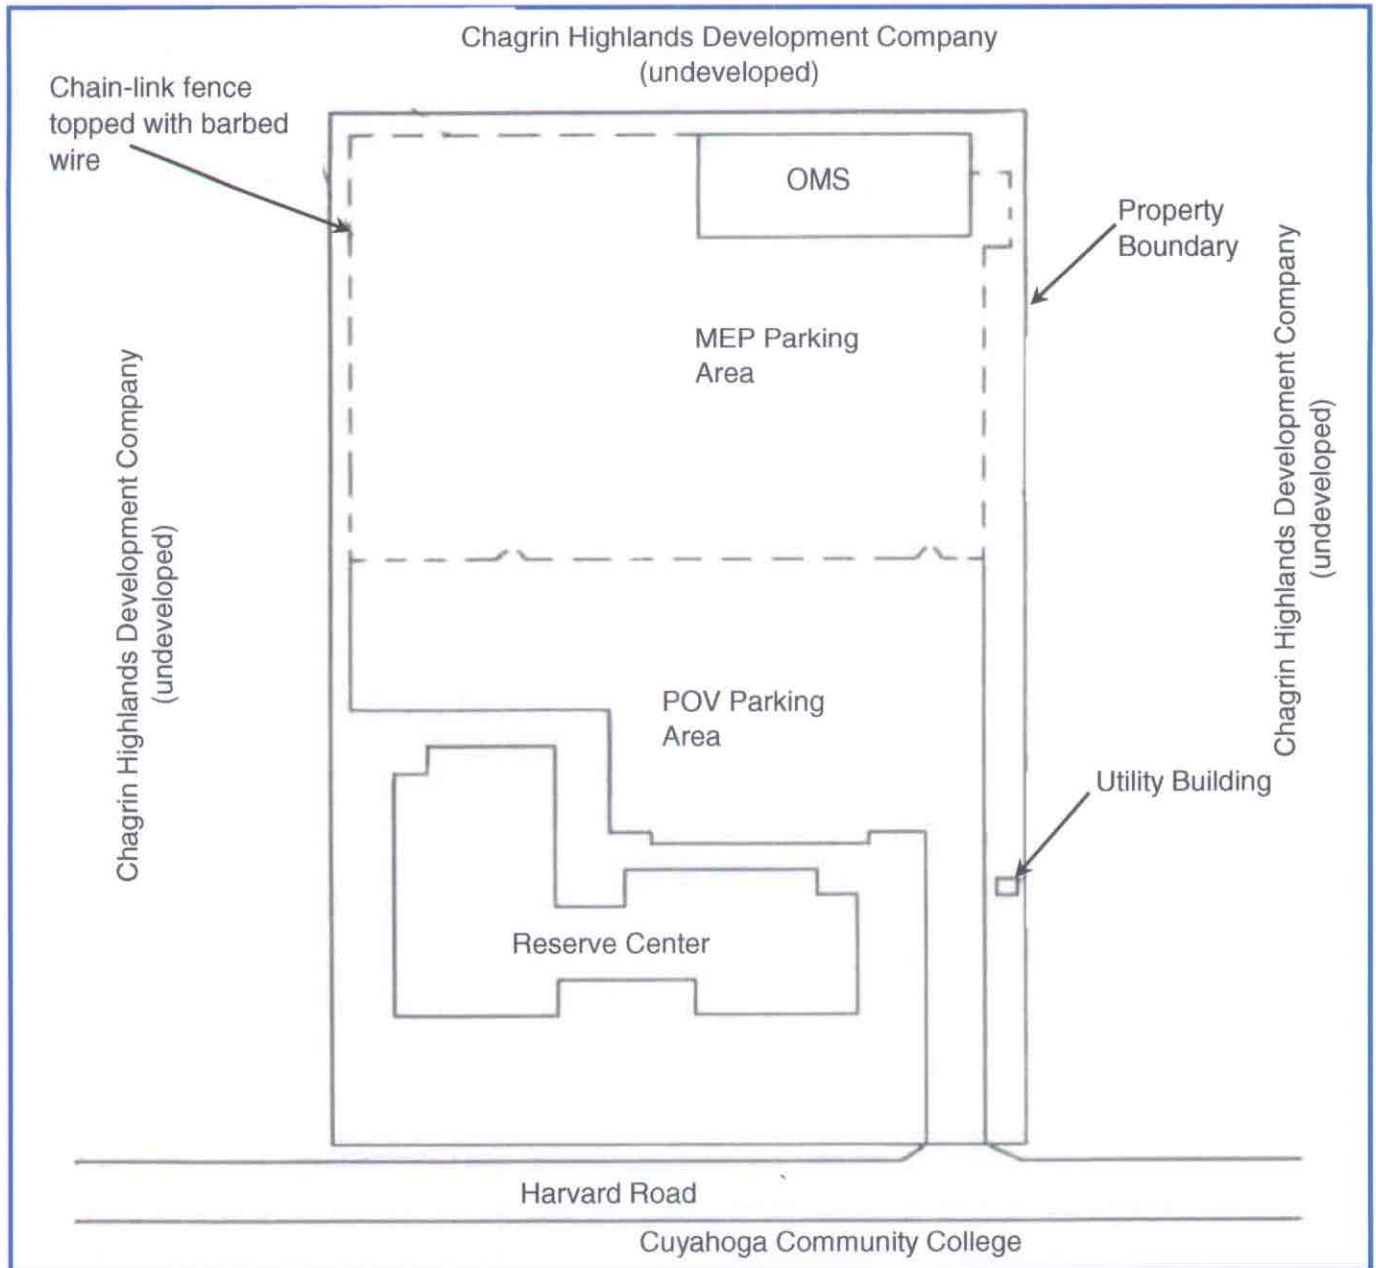 Chagrin Highlands Development Company
(undeveloped)
Chain-link fence
topped with barbed
wire
OMS
Property
Boundary
MEP Parking
Area
Chagrin Highlands Development Company
(undeveloped)
Chagrin Highlands Development Company
(undeveloped)
POV Parking
Area
Utility Building
Reserve Center
Harvard Road
Cuyahoga Community College